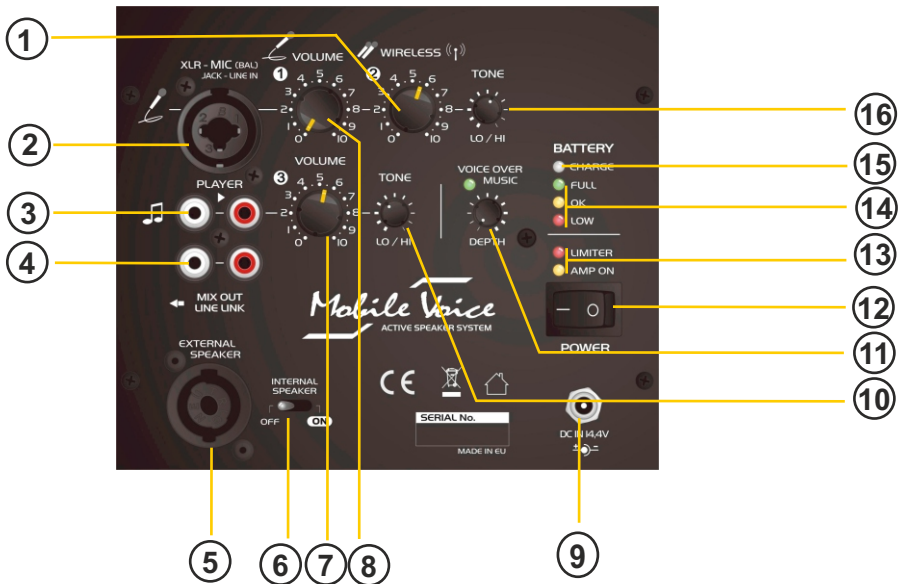 1
XLR - MIC (BAL)
JACK - LINE IN
2 1
3
VOLUME
1
0 1 2 3 4 5 6 7 8 9 10
WIRELESS
2
0 1 2 3 4 5 6 7 8 9 10
TONE
LO / HI
16
2
PLAYER
3
4
MIX OUT
LINE LINK
VOLUME
3
0 1 2 3 4 5 6 7 8 9 10
TONE
LO / HI
VOICE OVER
MUSIC
DEPTH
BATTERY
CHARGE
FULL
OK
LOW
LIMITER
AMP ON
15
14
13
12
I O
POWER
11
10
Mobile Voice
ACTIVE SPEAKER SYSTEM
EXTERNAL
SPEAKER
INTERNAL
SPEAKER
OFF ON
CE
SERIAL No.
MADE IN EU
DC IN 14,4V
+ -
5
6
7
8
9